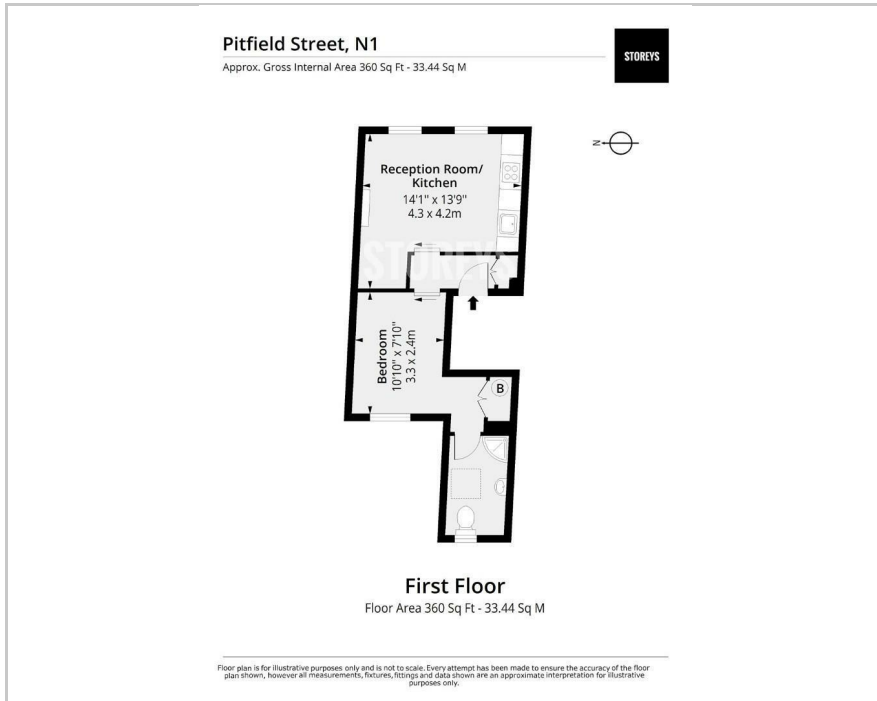 Pitfield Street, N1
Approx. Gross Internal Area 360 Sq Ft - 33.44 Sq M
STOREYS
N
Reception Room/
Kitchen
14'1" x 13'9"
4.3 x 4.2m
STOREYS
Bedroom
10'10" x 7'10"
3.3 x 2.4m
B
First Floor
Floor Area 360 Sq Ft - 33.44 Sq M
Floor plan is for illustrative purposes only and is not to scale. Every attempt has been made to ensure the accuracy of the floor
plan shown, however all measurements, fixtures, fittings and data shown are an approximate interpretation for illustrative
purposes only.